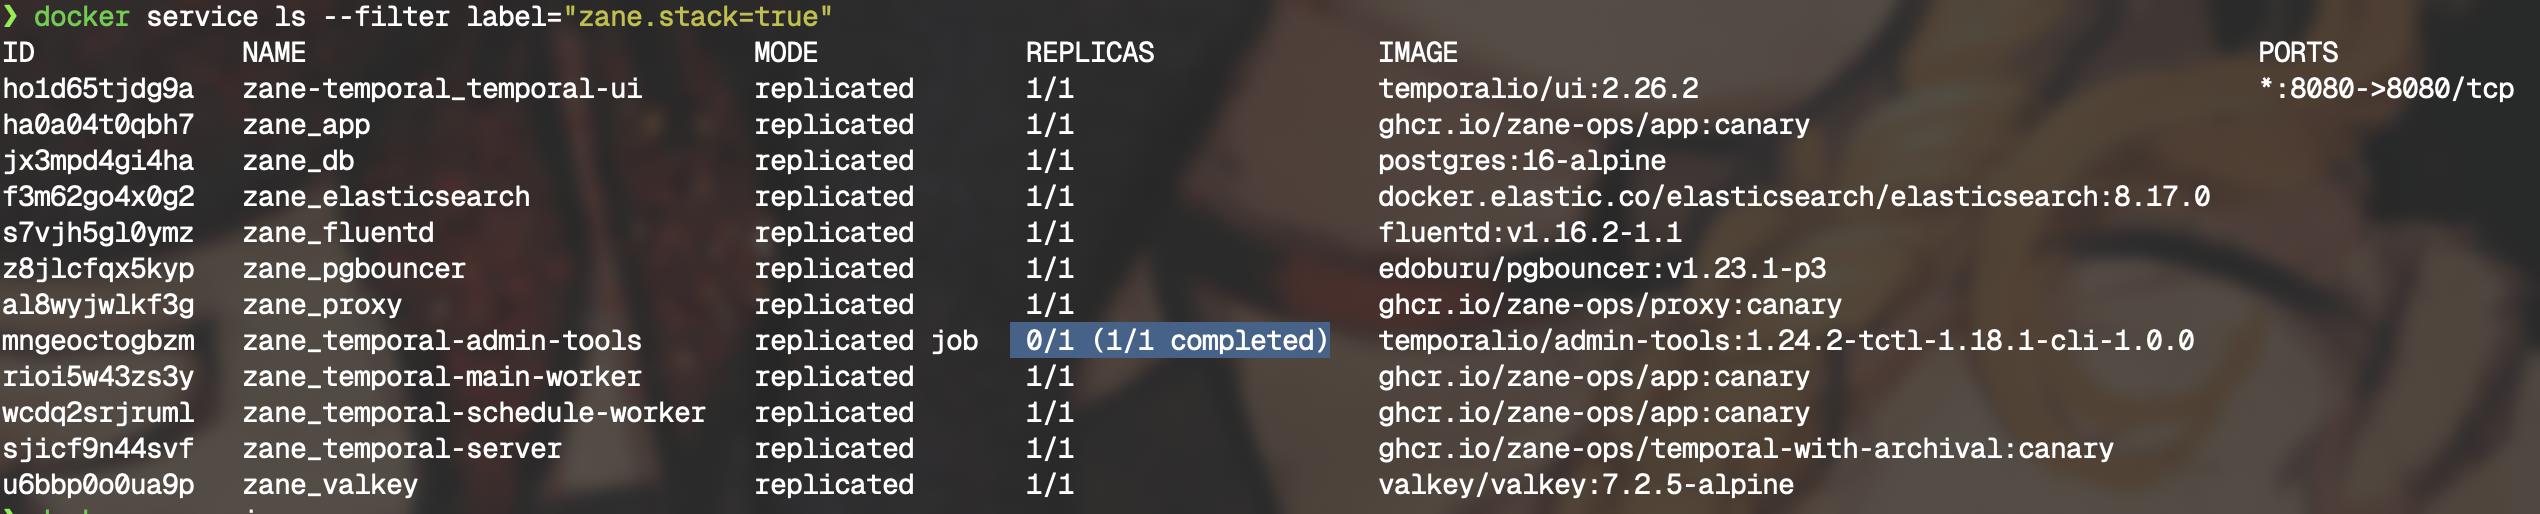 ❯ docker service ls --filter label="zane.stack=true"
ID NAME MODE REPLICAS IMAGE PORTS
ho1d65tjdg9a zane-temporal_temporal-ui replicated 1/1 temporalio/ui:2.26.2 *:8080->8080/tcp
ha0a04t0qbh7 zane_app replicated 1/1 ghcr.io/zane-ops/app:canary
jx3mpd4gi4ha zane_db replicated 1/1 postgres:16-alpine
f3m62go4x0g2 zane_elasticsearch replicated 1/1 docker.elastic.co/elasticsearch/elasticsearch:8.17.0
s7vjh5gl0ymz zane_fluentd replicated 1/1 fluentd:v1.16.2-1.1
z8jlcfqx5kyp zane_pgbouncer replicated 1/1 edoburu/pgbouncer:v1.23.1-p3
al8wyjwlkf3g zane_proxy replicated 1/1 ghcr.io/zane-ops/proxy:canary
mngeoctogbzm zane_temporal-admin-tools replicated job 0/1 (1/1 completed) temporalio/admin-tools:1.24.2-tctl-1.18.1-cli-1.0.0
rioi5w43zs3y zane_temporal-main-worker replicated 1/1 ghcr.io/zane-ops/app:canary
wcdq2srjruml zane_temporal-schedule-worker replicated 1/1 ghcr.io/zane-ops/app:canary
sjicf9n44svf zane_temporal-server replicated 1/1 ghcr.io/zane-ops/temporal-with-archival:canary
u6bbp0o0ua9p zane_valkey replicated 1/1 valkey/valkey:7.2.5-alpine